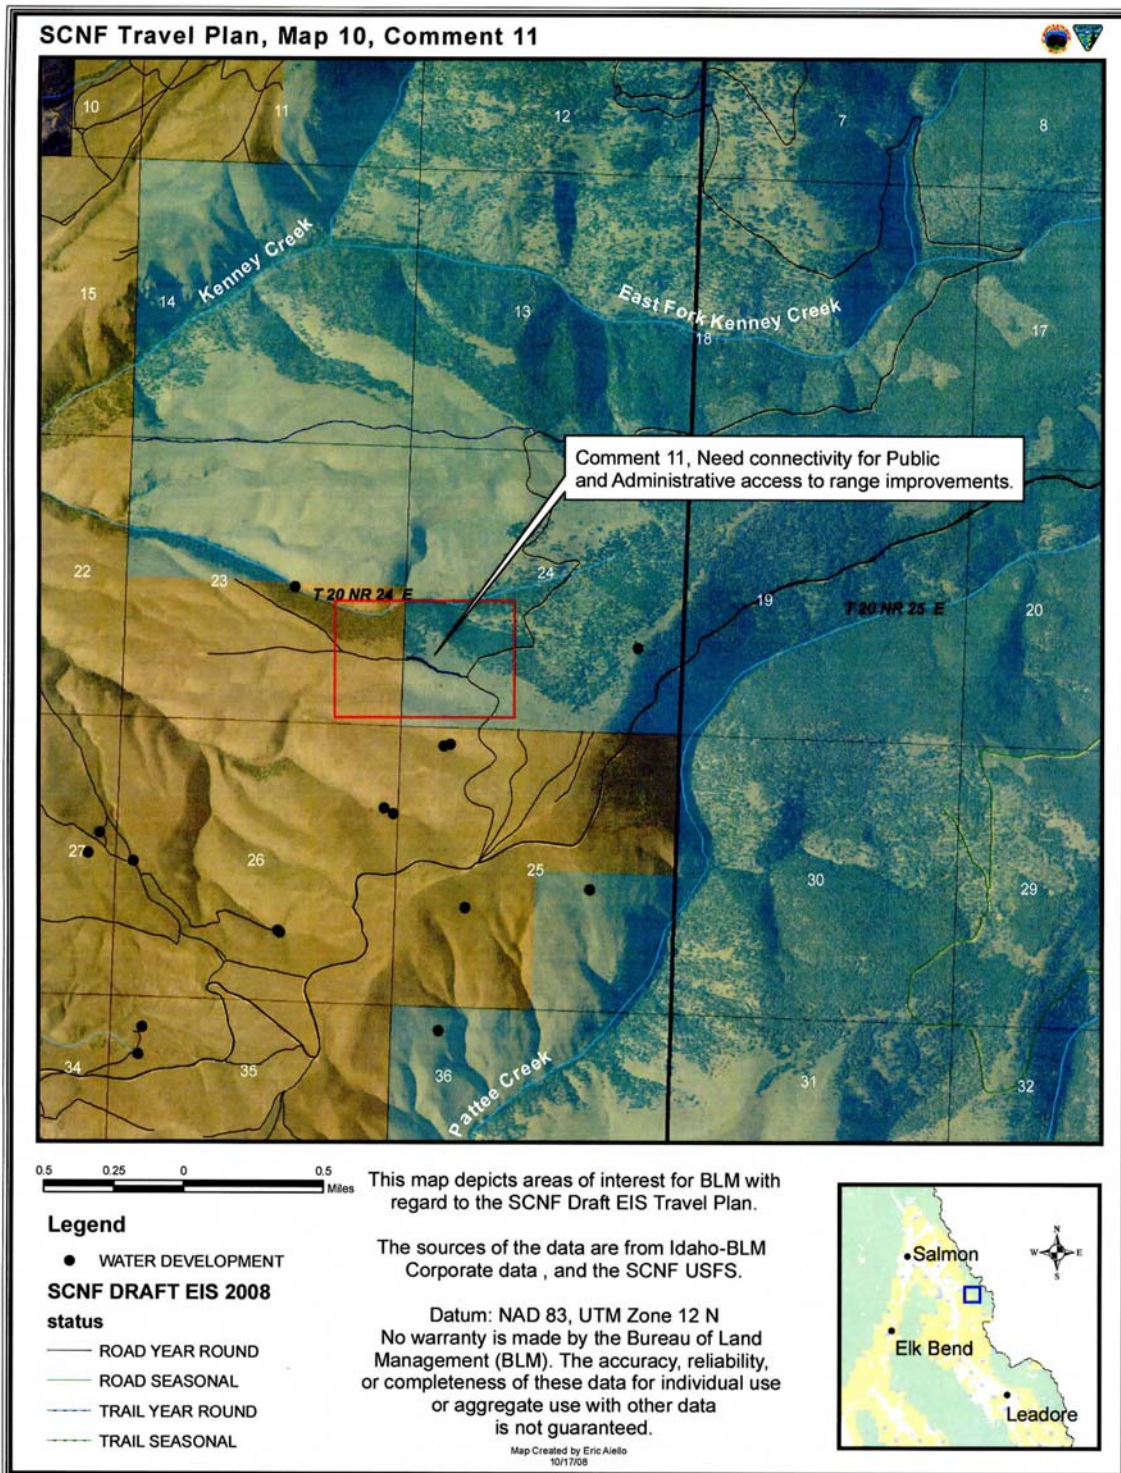 SCNF Travel Plan, Map 10, Comment 11
10
11
12
7
8
15
14
Kenney Creek
13
East Fork Kenney Creek
18
17
Comment 11, Need connectivity for Public
and Administrative access to range improvements.
22
23
24
T 20 NR 24 E
19
T 20 NR 25 E
20
27
26
25
30
29
34
35
36
Pattee Creek
31
32
0.5 0.25 0 0.5
Miles
Legend
WATER DEVELOPMENT
SCNF DRAFT EIS 2008
status
ROAD YEAR ROUND
ROAD SEASONAL
TRAIL YEAR ROUND
TRAIL SEASONAL
This map depicts areas of interest for BLM with
regard to the SCNF Draft EIS Travel Plan.
The sources of the data are from Idaho-BLM
Corporate data , and the SCNF USFS.
Datum: NAD 83, UTM Zone 12 N
No warranty is made by the Bureau of Land
Management (BLM). The accuracy, reliability,
or completeness of these data for individual use
or aggregate use with other data
is not guaranteed.
Map Created by Eric Aiello
10/17/08
Salmon
N
W E
S
Elk Bend
Leadore